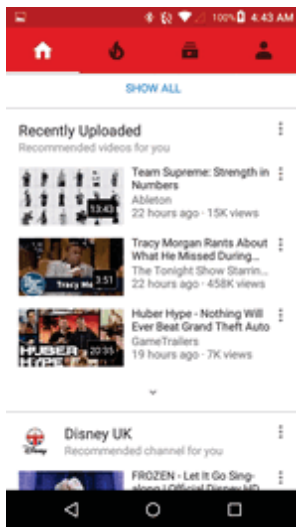 100% 4:43 AM
SHOW ALL
Recently Uploaded
Recommended videos for you
Team Supreme: Strength in
Numbers
Ableton
22 hours ago · 15K views
13:43
Tracy Morgan Rants About
What He Missed During...
The Tonight Show Starrin...
22 hours ago · 458K views
3:51
Huber Hype - Nothing Will
Ever Beat Grand Theft Auto
GameTrailers
19 hours ago · 7K views
HUBER
HYPE
20:35
Disney UK
Recommended channel for you
FROZEN - Let It Go Sing-
along | Official Disney HD